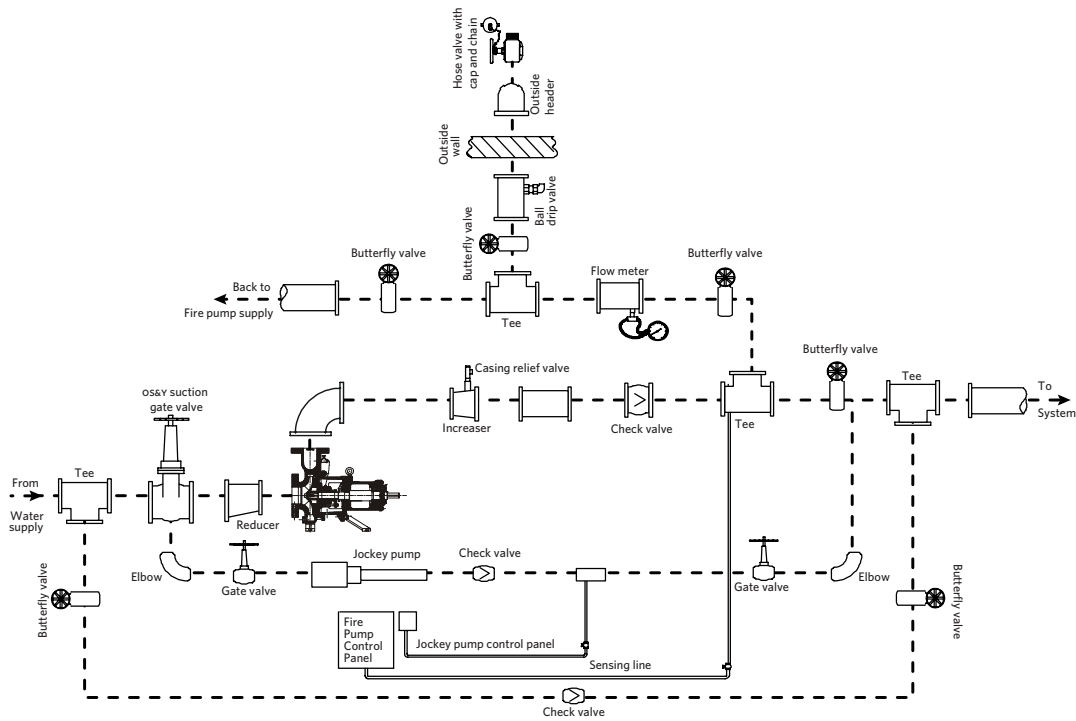 Hose valve with
cap and chain
Outside
header
Outside
wall
Ball
drip valve
Butterfly valve
Butterfly valve
Flow meter
Butterfly valve
Back to
Fire pump supply
Tee
Butterfly valve
Casing relief valve
OS&Y suction
gate valve
Tee
To
System
Increaser
Check valve
Tee
Tee
From
Water
supply
Reducer
Jockey pump
Check valve
Elbow
Gate valve
Gate valve
Elbow
Butterfly valve
Butterfly valve
Fire
Pump
Control
Panel
Jockey pump control panel
Sensing line
Check valve